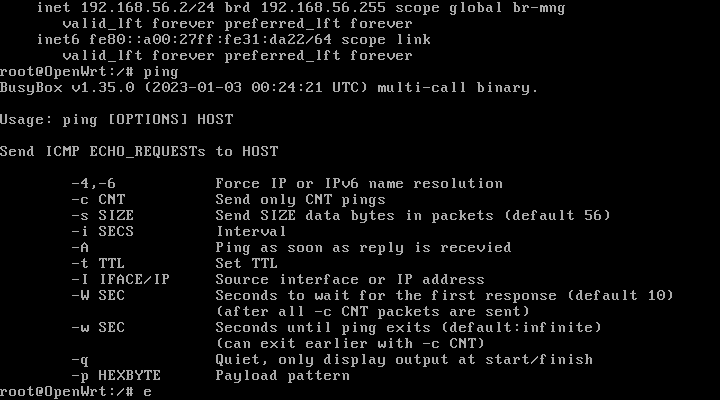 inet 192.168.56.2/24 brd 192.168.56.255 scope global br-mng
valid_lft forever preferred_lft forever
inet6 fe80::a00:27ff:fe31:da22/64 scope link
valid_lft forever preferred_lft forever
root@OpenWrt:/# ping
BusyBox v1.35.0 (2023-01-03 00:24:21 UTC) multi-call binary.
Usage: ping [OPTIONS] HOST
Send ICMP ECHO_REQUESTs to HOST
-4,-6 Force IP or IPv6 name resolution
-c CNT Send only CNT pings
-s SIZE Send SIZE data bytes in packets (default 56)
-i SECS Interval
-A Ping as soon as reply is recevied
-t TTL Set TTL
-I IFACE/IP Source interface or IP address
-W SEC Seconds to wait for the first response (default 10)
(after all -c CNT packets are sent)
-w SEC Seconds until ping exits (default:infinite)
(can exit earlier with -c CNT)
-q Quiet, only display output at start/finish
-p HEXBYTE Payload pattern
root@OpenWrt:/# e